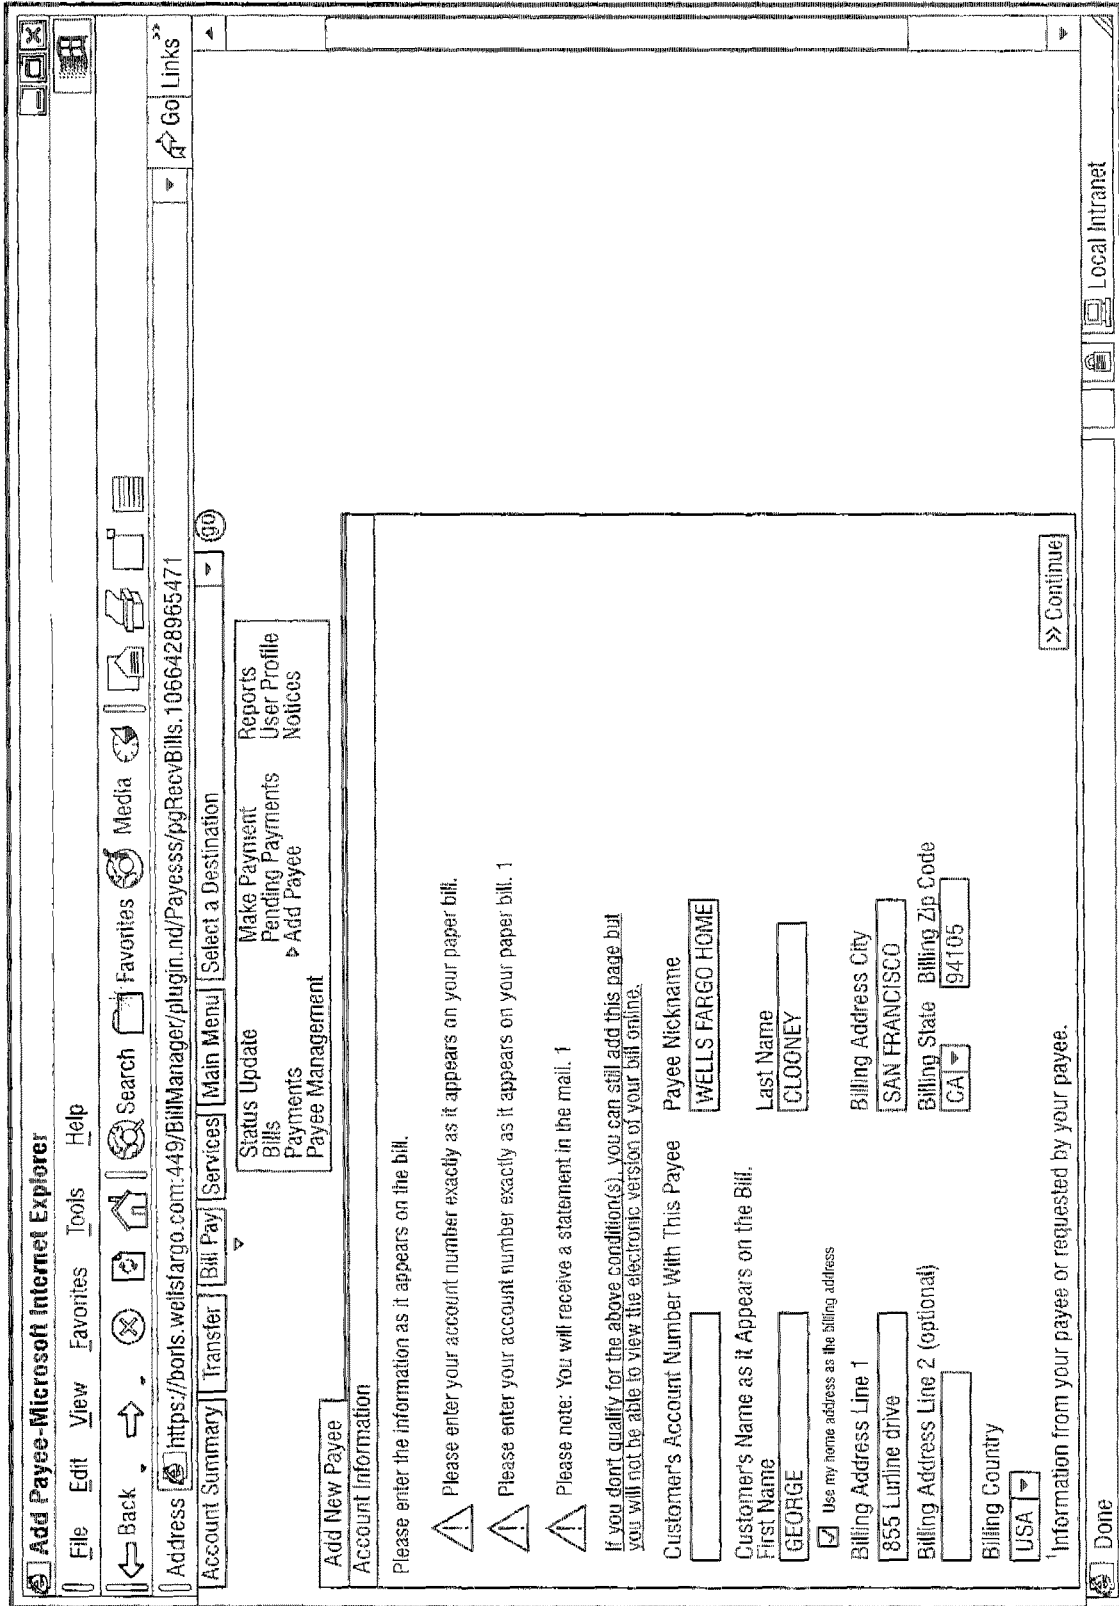 Add Payee-Microsoft Internet Explorer
File Edit View Favorites Tools Help
Back Search Favorites Media
Address https://boris.welfsfargo.com:449/BillManager/plugin.nd/Payesss/pgRecvBills.1066428965471 Go Links »
Account Summary Transfer Bill Pay Services Main Menu Select a Destination go
Status Update Make Payment Reports
Bills Pending Payments User Profile
Payments Add Payee Notices
Payee Management
Add New Payee
Account Information
Please enter the information as it appears on the bill.
Please enter your account number exactly as it appears on your paper bill.
Please enter your account number exactly as it appears on your paper bill. 1
Please note: You will receive a statement in the mail. 1
If you don't qualify for the above condition(s), you can still add this page but
you will not be able to view the electronic version of your bill online.
Customer's Account Number With This Payee Payee Nickname
WELLS FARGO HOME
Customer's Name as it Appears on the Bill.
First Name Last Name
GEORGE CLOONEY
Use my home address as the billing address
Billing Address Line 1 Billing Address City
855 Lurline drive SAN FRANCISCO
Billing Address Line 2 (optional) Billing State Billing Zip Code
CA 94105
Billing Country
USA
1Information from your payee or requested by your payee.
>> Continue
Done Local Intranet